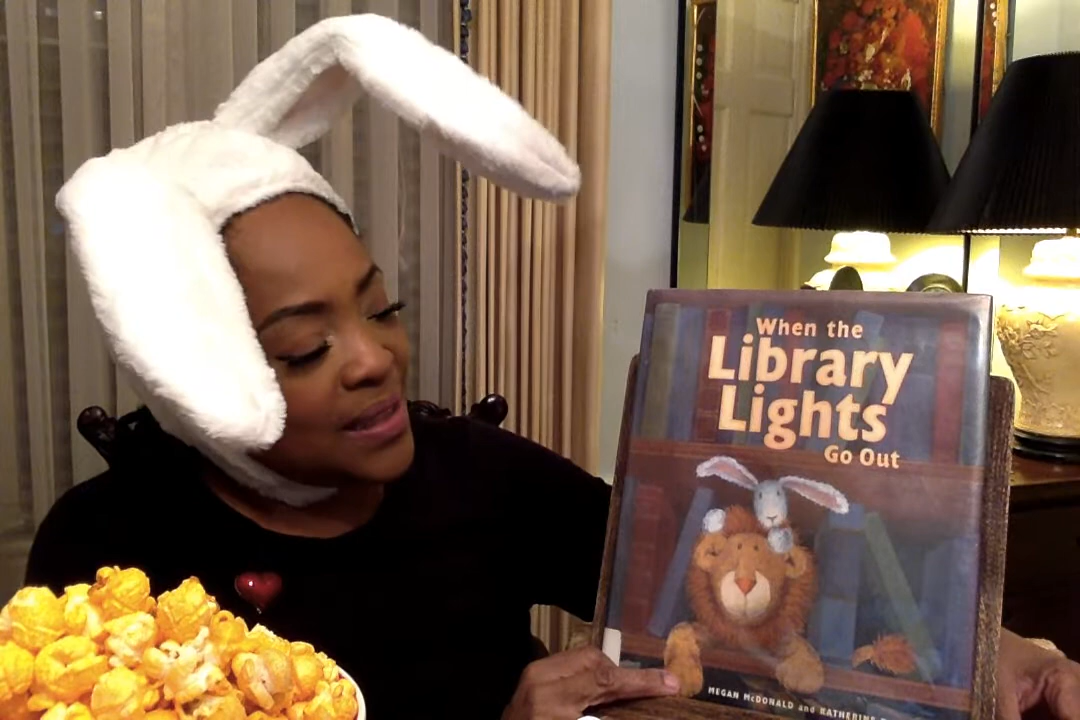 When the
Library
Lights
Go Out
MEGAN McDONALD and KATHERINE